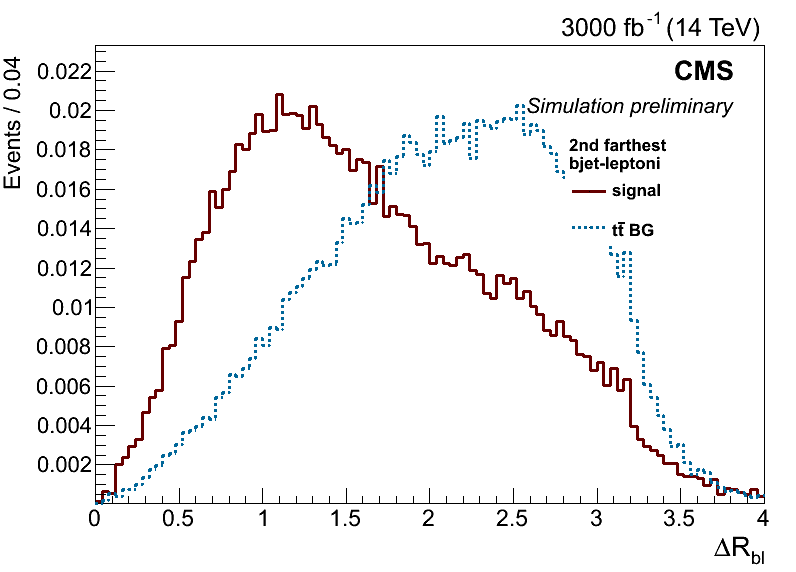 3000 fb-1 (14 TeV)
CMS
Simulation preliminary
Events / 0.04
0.022
0.02
0.018
0.016
0.014
0.012
0.01
0.008
0.006
0.004
0.002
2nd farthest
bjet-leptoni
signal
tt̄ BG
0 0.5 1 1.5 2 2.5 3 3.5 4
ΔRbl